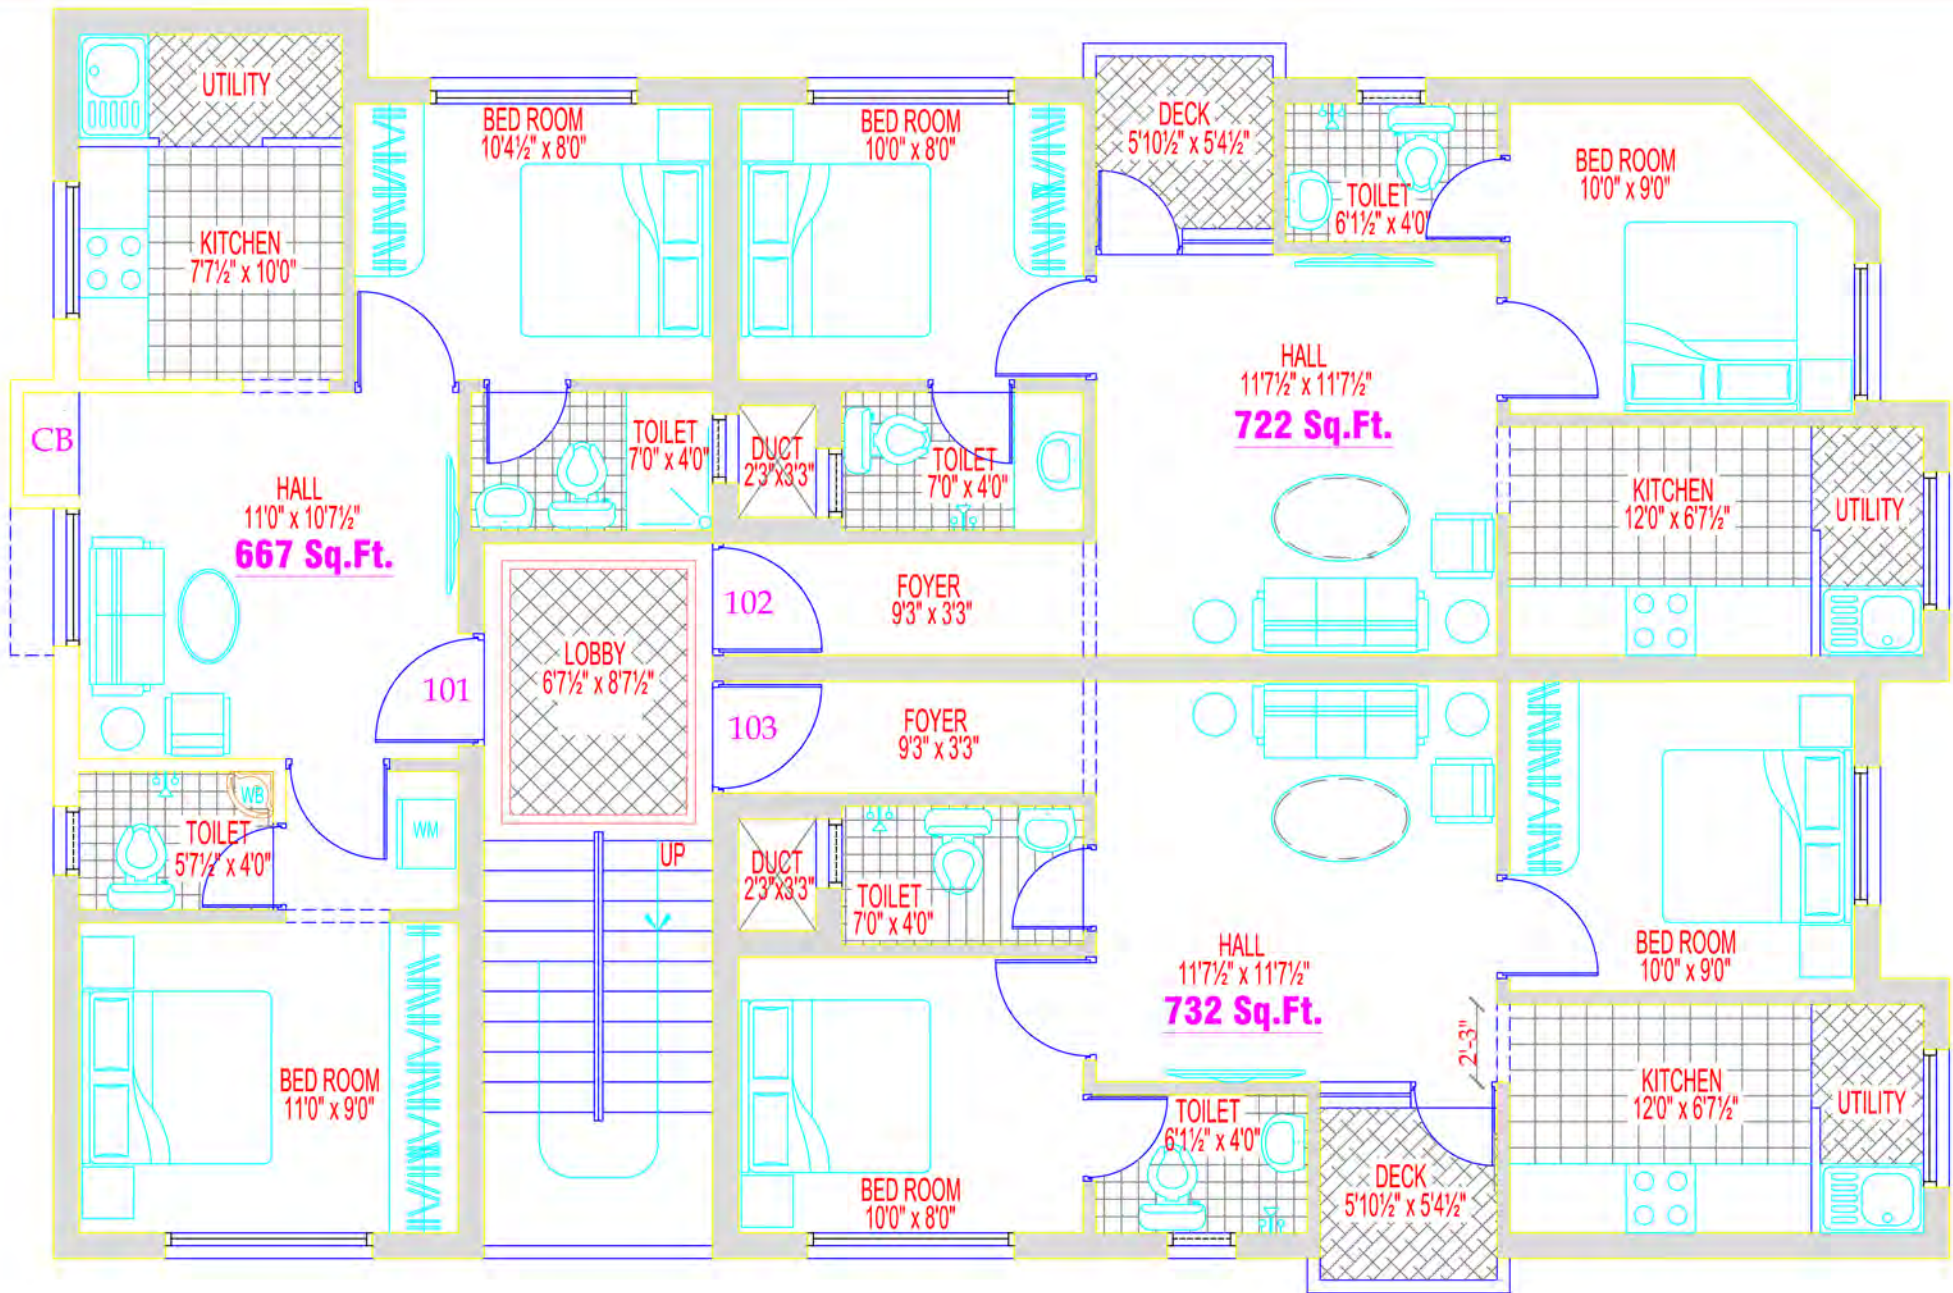 UTILITY
BED ROOM
10'4½" x 8'0"
BED ROOM
10'0" x 8'0"
DECK
5'10½" x 5'4½"
TOILET
6'1½" x 4'0"
BED ROOM
10'0" x 9'0"
KITCHEN
7'7½" x 10'0"
HALL
11'7½" x 11'7½"
722 Sq.Ft.
CB
TOILET
7'0" x 4'0"
DUCT
2'3"x3'3"
TOILET
7'0" x 4'0"
HALL
11'0" x 10'7½"
667 Sq.Ft.
KITCHEN
12'0" x 6'7½"
UTILITY
102
FOYER
9'3" x 3'3"
LOBBY
6'7½" x 8'7½"
101
103
FOYER
9'3" x 3'3"
WB
TOILET
5'7½" x 4'0"
WM
UP
DUCT
2'3"x3'3"
TOILET
7'0" x 4'0"
HALL
11'7½" x 11'7½"
732 Sq.Ft.
BED ROOM
10'0" x 9'0"
2'-3"
BED ROOM
11'0" x 9'0"
KITCHEN
12'0" x 6'7½"
UTILITY
TOILET
6'1½" x 4'0"
BED ROOM
10'0" x 8'0"
DECK
5'10½" x 5'4½"